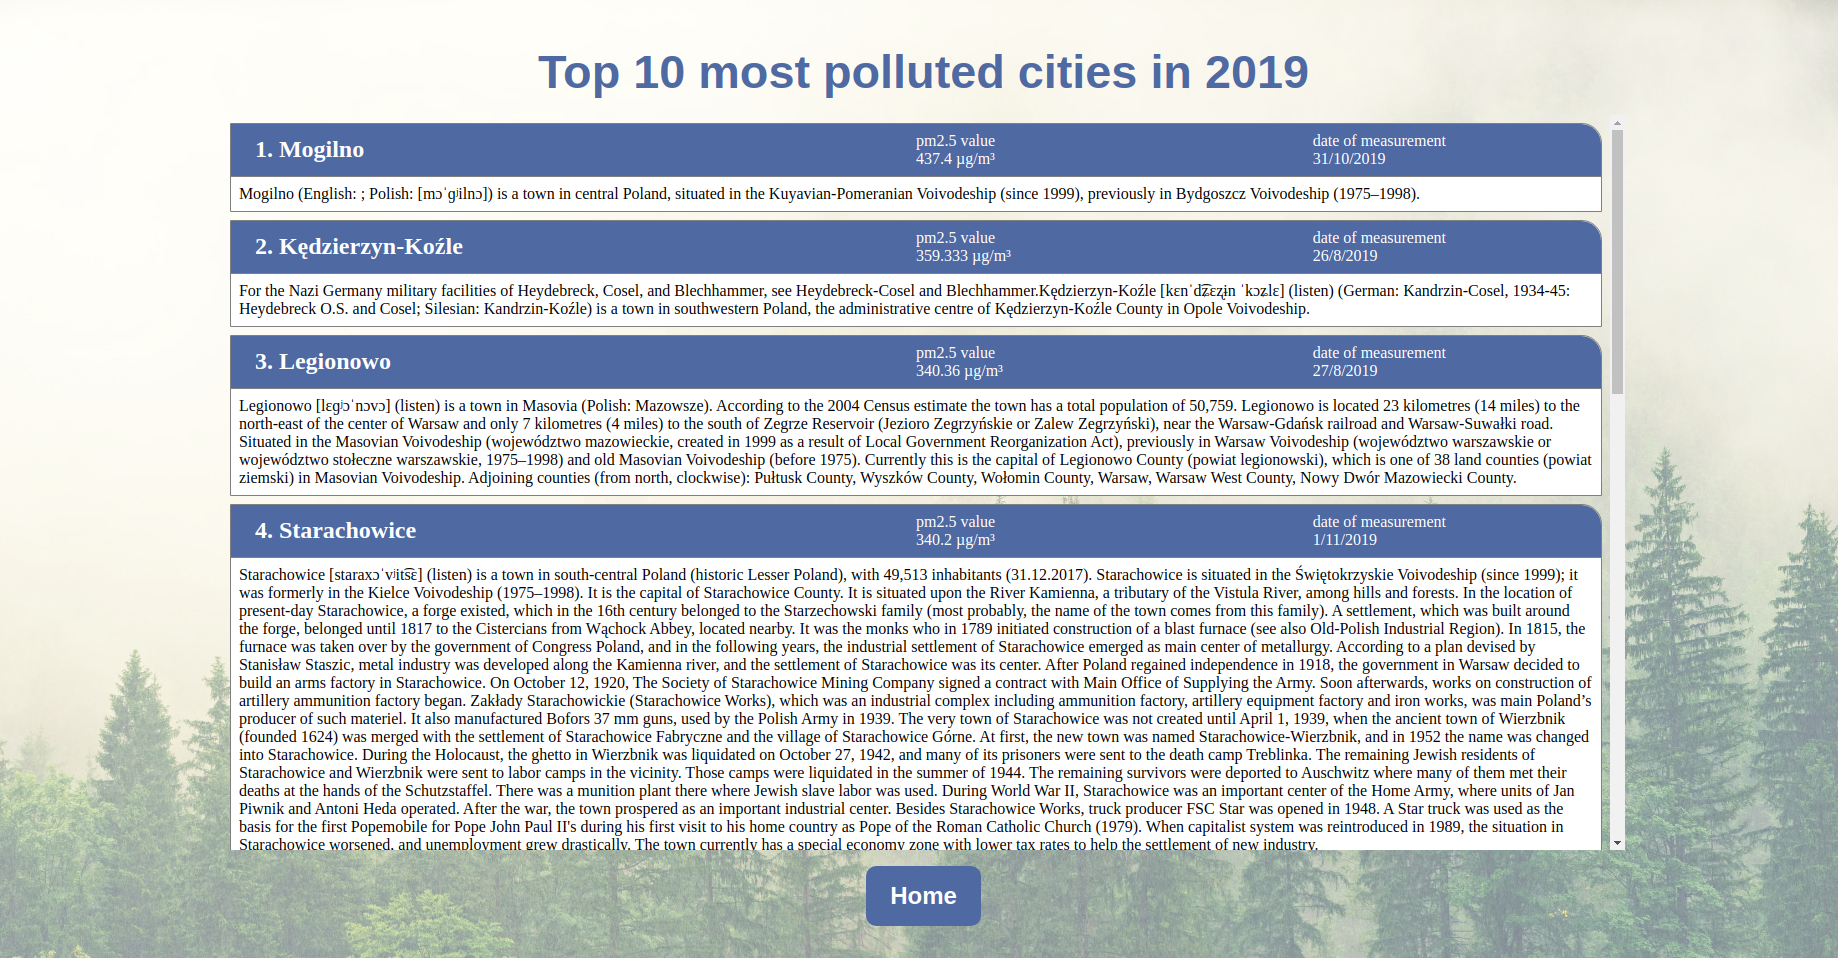 Top 10 most polluted cities in 2019
1. Mogilno
pm2.5 value
437.4 µg/m³
date of measurement
31/10/2019
Mogilno (English: ; Polish: [mɔˈɡʲilnɔ]) is a town in central Poland, situated in the Kuyavian-Pomeranian Voivodeship (since 1999), previously in Bydgoszcz Voivodeship (1975–1998).
2. Kędzierzyn-Koźle
pm2.5 value
359.333 µg/m³
date of measurement
26/8/2019
For the Nazi Germany military facilities of Heydebreck, Cosel, and Blechhammer, see Heydebreck-Cosel and Blechhammer.Kędzierzyn-Koźle [kɛnˈd͡ʑɛʐɨn ˈkɔʑlɛ] (listen) (German: Kandrzin-Cosel, 1934-45:
Heydebreck O.S. and Cosel; Silesian: Kandrzin-Koźle) is a town in southwestern Poland, the administrative centre of Kędzierzyn-Koźle County in Opole Voivodeship.
3. Legionowo
pm2.5 value
340.36 µg/m³
date of measurement
27/8/2019
Legionowo [lɛɡʲɔˈnɔvɔ] (listen) is a town in Masovia (Polish: Mazowsze). According to the 2004 Census estimate the town has a total population of 50,759. Legionowo is located 23 kilometres (14 miles) to the
north-east of the center of Warsaw and only 7 kilometres (4 miles) to the south of Zegrze Reservoir (Jezioro Zegrzyńskie or Zalew Zegrzyński), near the Warsaw-Gdańsk railroad and Warsaw-Suwałki road.
Situated in the Masovian Voivodeship (województwo mazowieckie, created in 1999 as a result of Local Government Reorganization Act), previously in Warsaw Voivodeship (województwo warszawskie or
województwo stołeczne warszawskie, 1975–1998) and old Masovian Voivodeship (before 1975). Currently this is the capital of Legionowo County (powiat legionowski), which is one of 38 land counties (powiat
ziemski) in Masovian Voivodeship. Adjoining counties (from north, clockwise): Pułtusk County, Wyszków County, Wołomin County, Warsaw, Warsaw West County, Nowy Dwór Mazowiecki County.
4. Starachowice
pm2.5 value
340.2 µg/m³
date of measurement
1/11/2019
Starachowice [staraxɔˈvʲit͡sɛ] (listen) is a town in south-central Poland (historic Lesser Poland), with 49,513 inhabitants (31.12.2017). Starachowice is situated in the Świętokrzyskie Voivodeship (since 1999); it
was formerly in the Kielce Voivodeship (1975–1998). It is the capital of Starachowice County. It is situated upon the River Kamienna, a tributary of the Vistula River, among hills and forests. In the location of
present-day Starachowice, a forge existed, which in the 16th century belonged to the Starzechowski family (most probably, the name of the town comes from this family). A settlement, which was built around
the forge, belonged until 1817 to the Cistercians from Wąchock Abbey, located nearby. It was the monks who in 1789 initiated construction of a blast furnace (see also Old-Polish Industrial Region). In 1815, the
furnace was taken over by the government of Congress Poland, and in the following years, the industrial settlement of Starachowice emerged as main center of metallurgy. According to a plan devised by
Stanisław Staszic, metal industry was developed along the Kamienna river, and the settlement of Starachowice was its center. After Poland regained independence in 1918, the government in Warsaw decided to
build an arms factory in Starachowice. On October 12, 1920, The Society of Starachowice Mining Company signed a contract with Main Office of Supplying the Army. Soon afterwards, works on construction of
artillery ammunition factory began. Zakłady Starachowickie (Starachowice Works), which was an industrial complex including ammunition factory, artillery equipment factory and iron works, was main Poland’s
producer of such materiel. It also manufactured Bofors 37 mm guns, used by the Polish Army in 1939. The very town of Starachowice was not created until April 1, 1939, when the ancient town of Wierzbnik
(founded 1624) was merged with the settlement of Starachowice Fabryczne and the village of Starachowice Górne. At first, the new town was named Starachowice-Wierzbnik, and in 1952 the name was changed
into Starachowice. During the Holocaust, the ghetto in Wierzbnik was liquidated on October 27, 1942, and many of its prisoners were sent to the death camp Treblinka. The remaining Jewish residents of
Starachowice and Wierzbnik were sent to labor camps in the vicinity. Those camps were liquidated in the summer of 1944. The remaining survivors were deported to Auschwitz where many of them met their
deaths at the hands of the Schutzstaffel. There was a munition plant there where Jewish slave labor was used. During World War II, Starachowice was an important center of the Home Army, where units of Jan
Piwnik and Antoni Heda operated. After the war, the town prospered as an important industrial center. Besides Starachowice Works, truck producer FSC Star was opened in 1948. A Star truck was used as the
basis for the first Popemobile for Pope John Paul II's during his first visit to his home country as Pope of the Roman Catholic Church (1979). When capitalist system was reintroduced in 1989, the situation in
Starachowice worsened, and unemployment grew drastically. The town currently has a special economy zone with lower tax rates to help the settlement of new industry.
Home